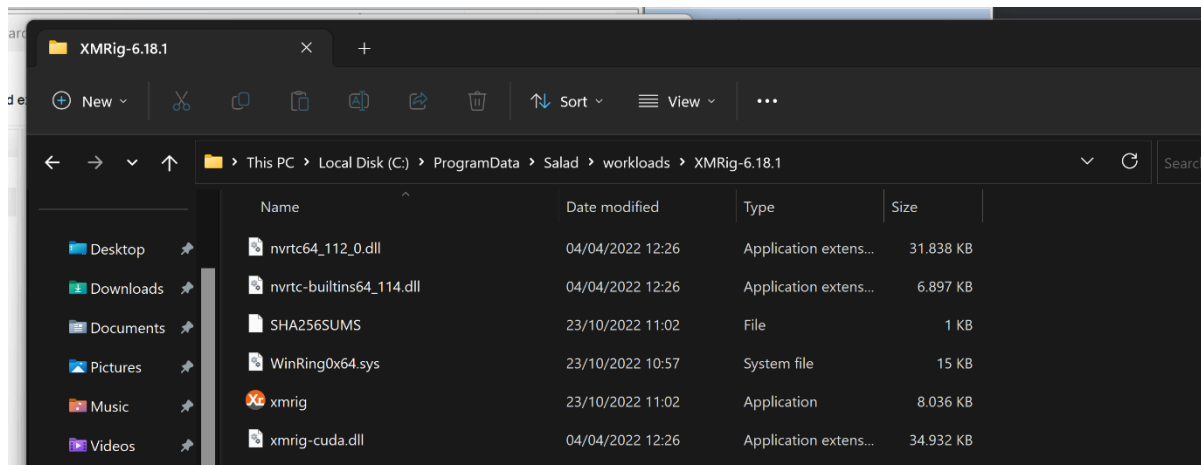 arc
XMRig-6.18.1
d e
New
Sort
View
This PC > Local Disk (C:) > ProgramData > Salad > workloads > XMRig-6.18.1
Searc
Name Date modified Type Size
Desktop
nvrtc64_112_0.dll 04/04/2022 12:26 Application extens... 31.838 KB
Downloads
nvrtc-builtins64_114.dll 04/04/2022 12:26 Application extens... 6.897 KB
Documents
SHA256SUMS 23/10/2022 11:02 File 1 KB
Pictures
WinRing0x64.sys 23/10/2022 10:57 System file 15 KB
Music
xmrig 23/10/2022 11:02 Application 8.036 KB
Videos
xmrig-cuda.dll 04/04/2022 12:26 Application extens... 34.932 KB